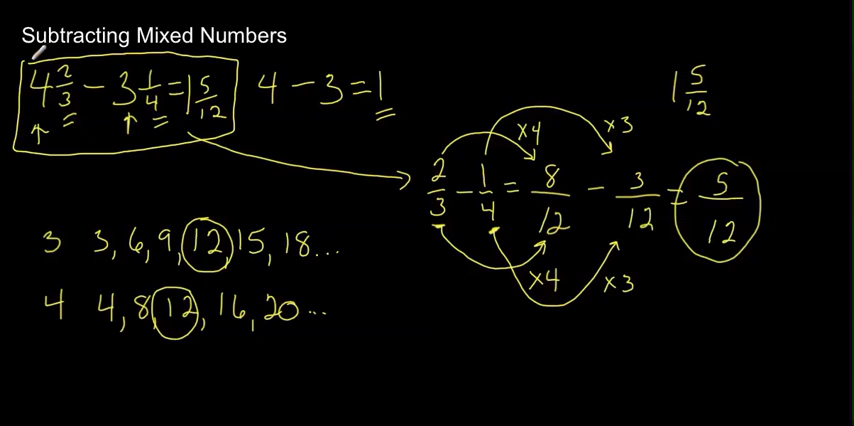 Subtracting Mixed Numbers
4 2/3 − 3 1/4 = 1 5/12
4 − 3 = 1
1 5/12
×4
×3
2/3 − 1/4 = 8/12 − 3/12 = 5/12
×4
×3
3 3, 6, 9, 12, 15, 18...
4 4, 8, 12, 16, 20...